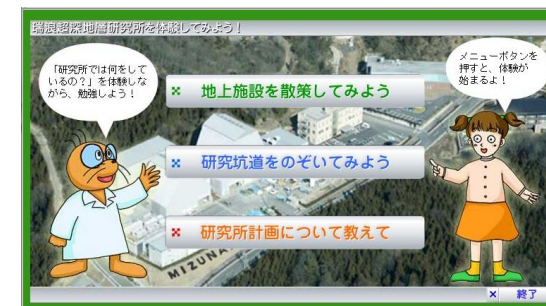 瑞浪超深地層研究所を体験してみよう！
「研究所では何をして
いるの？」を体験しな
がら、勉強しよう！
メニューボタンを
押すと、体験が
始まるよ！
地上施設を散策してみよう
研究坑道をのぞいてみよう
研究所計画について教えて
MIZUNA
× 終了